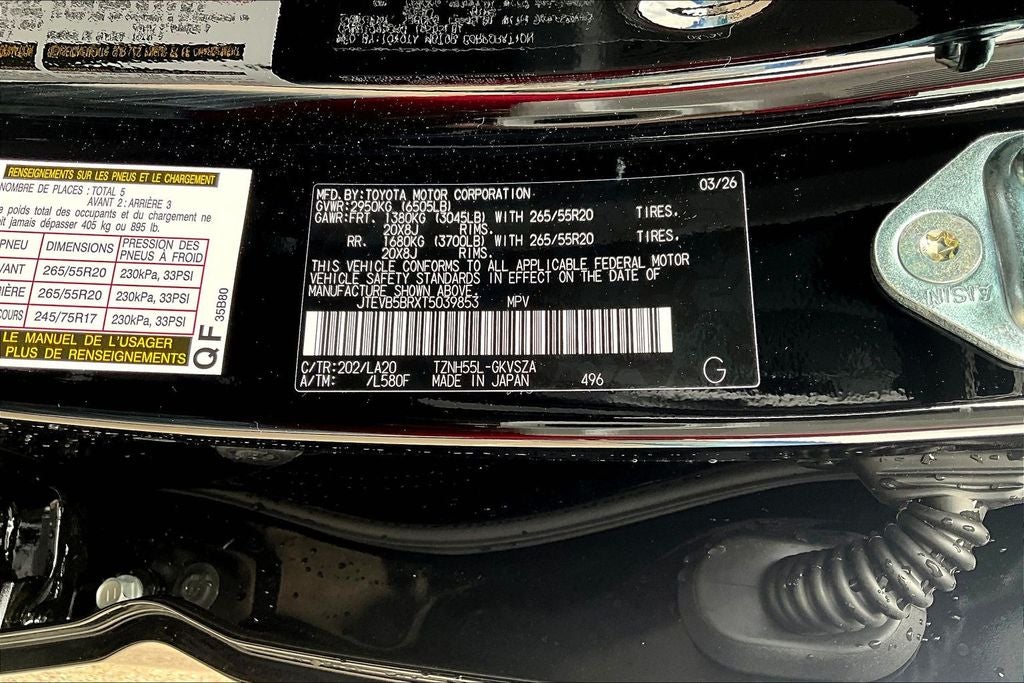 RENSEIGNEMENTS SUR LES PNEUS ET LE CHARGEMENT
NOMBRE DE PLACES : TOTAL 5
AVANT 2 : ARRIÈRE 3
poids total des occupants et du chargement ne
jamais dépasser 405 kg ou 895 lb.
PNEU DIMENSIONS PRESSION DES PNEUS À FROID
VANT 265/55R20 230kPa, 33PSI
IÈRE 265/55R20 230kPa, 33PSI
COURS 245/75R17 230kPa, 33PSI
LE MANUEL DE L'USAGER
PLUS DE RENSEIGNEMENTS
QF 35B80
MFD.BY:TOYOTA MOTOR CORPORATION 03/26
GVWR:2950KG (6505LB)
GAWR:FRT. 1380KG (3045LB) WITH 265/55R20 TIRES.
20X8J RIMS.
RR. 1680KG (3700LB) WITH 265/55R20 TIRES.
20X8J RIMS.
THIS VEHICLE CONFORMS TO ALL APPLICABLE FEDERAL MOTOR
VEHICLE SAFETY STANDARDS IN EFFECT ON THE DATE OF
MANUFACTURE SHOWN ABOVE.
JTEVB5BRXT5039853 MPV
C/TR:202/LA20 TZNH55L-GKVSZA
A/TM: /L580F MADE IN JAPAN 496 G
AISIN